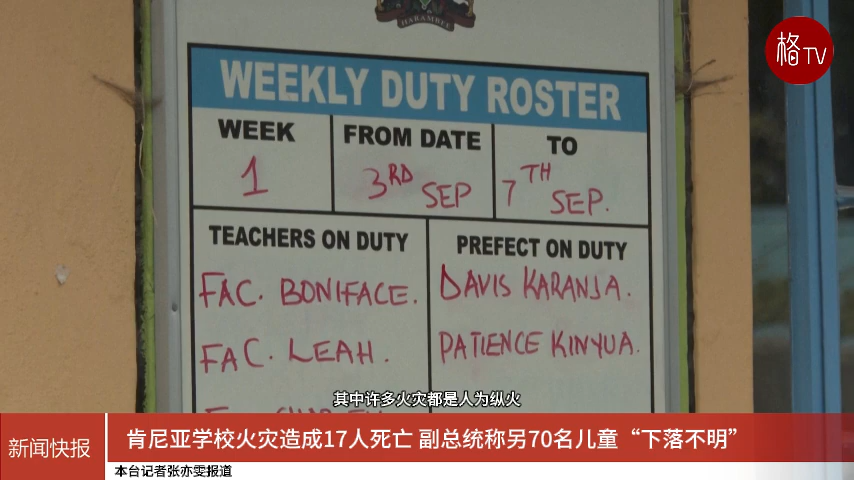 HARAMBEE
格TV
WEEKLY DUTY ROSTER
WEEK
FROM DATE
TO
1
3RD SEP
7TH SEP.
TEACHERS ON DUTY
PREFECT ON DUTY
FAC. BONIFACE.
DAVIS KARANJA.
FAC. LEAH.
PATIENCE KINYUA.
其中许多火灾都是人为纵火
新闻快报
肯尼亚学校火灾造成17人死亡 副总统称另70名儿童“下落不明”
本台记者张亦雯报道